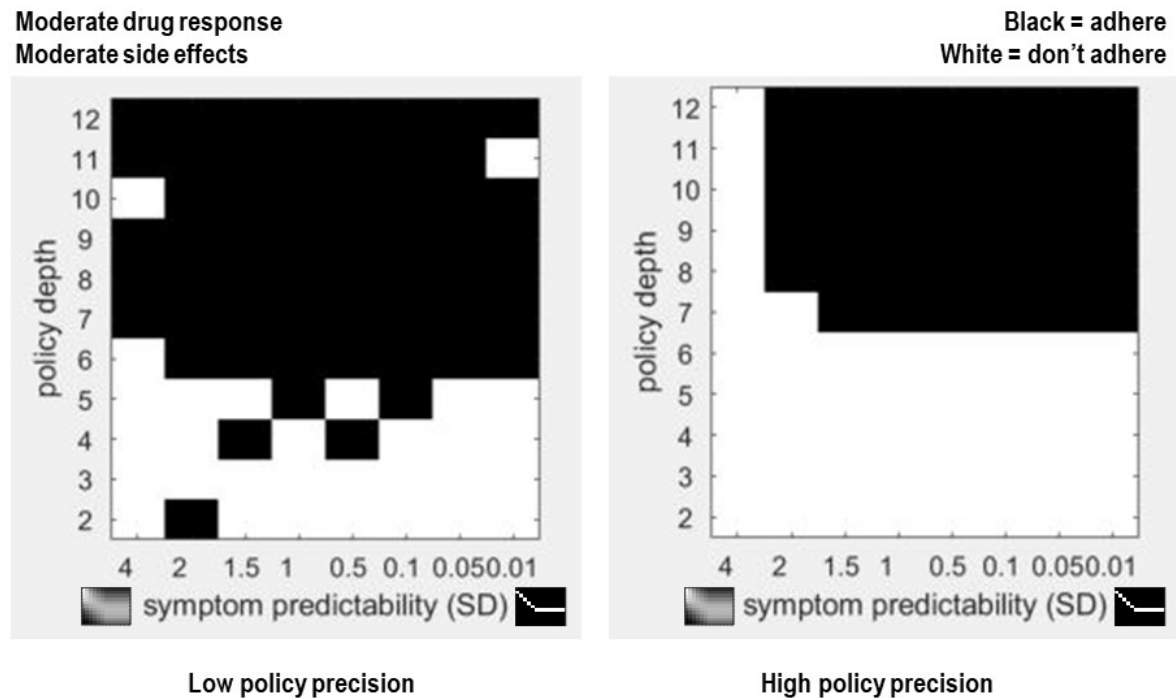 Moderate drug response
Moderate side effects
Black = adhere
White = don't adhere
policy depth
12
11
10
9
8
7
6
5
4
3
2
4 2 1.5 1 0.5 0.1 0.050.01
symptom predictability (SD)
Low policy precision
policy depth
12
11
10
9
8
7
6
5
4
3
2
4 2 1.5 1 0.5 0.1 0.050.01
symptom predictability (SD)
High policy precision